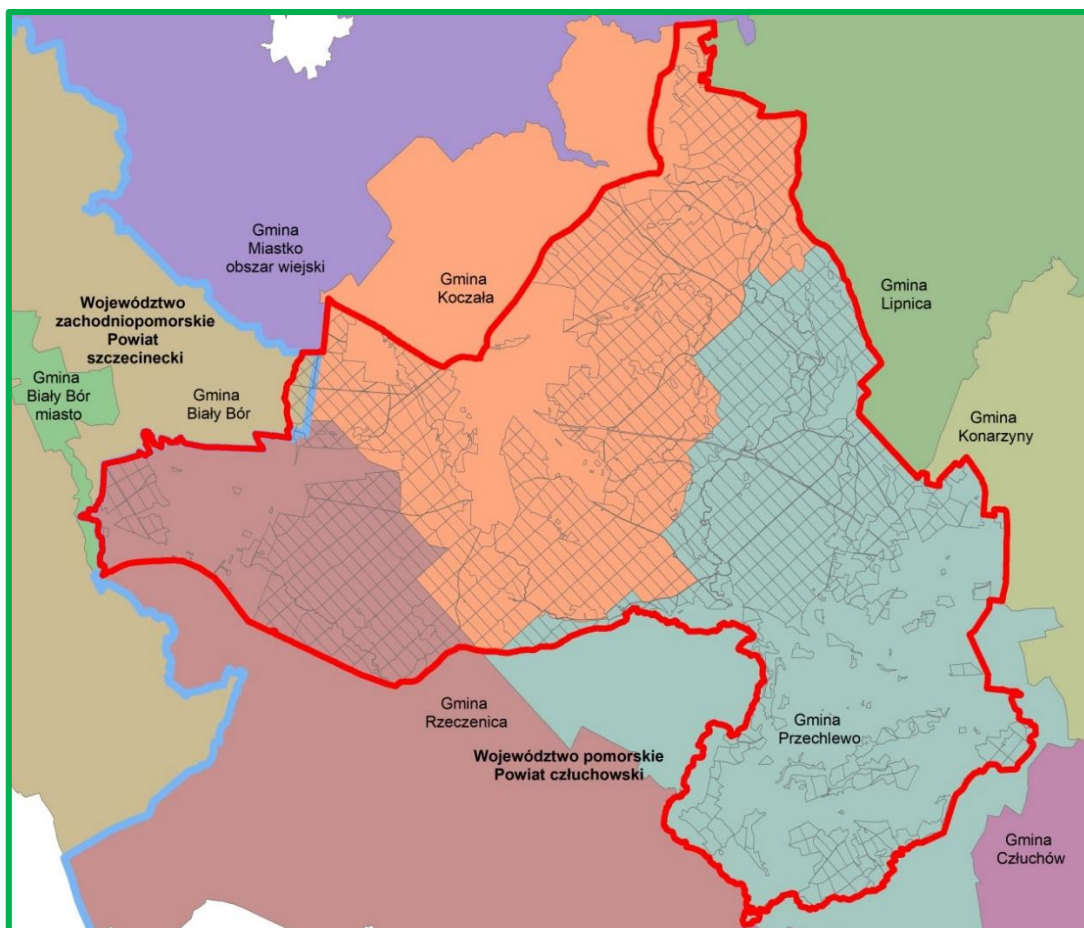 Gmina
Miastko
obszar wiejski
Gmina
Koczała
Gmina
Lipnica
Województwo
zachodniopomorskie
Powiat
szczecinecki
Gmina
Biały Bór
miasto
Gmina
Biały Bór
Gmina
Konarzyny
Gmina
Rzeczenica
Gmina
Przechlewo
Województwo pomorskie
Powiat człuchowski
Gmina
Człuchów